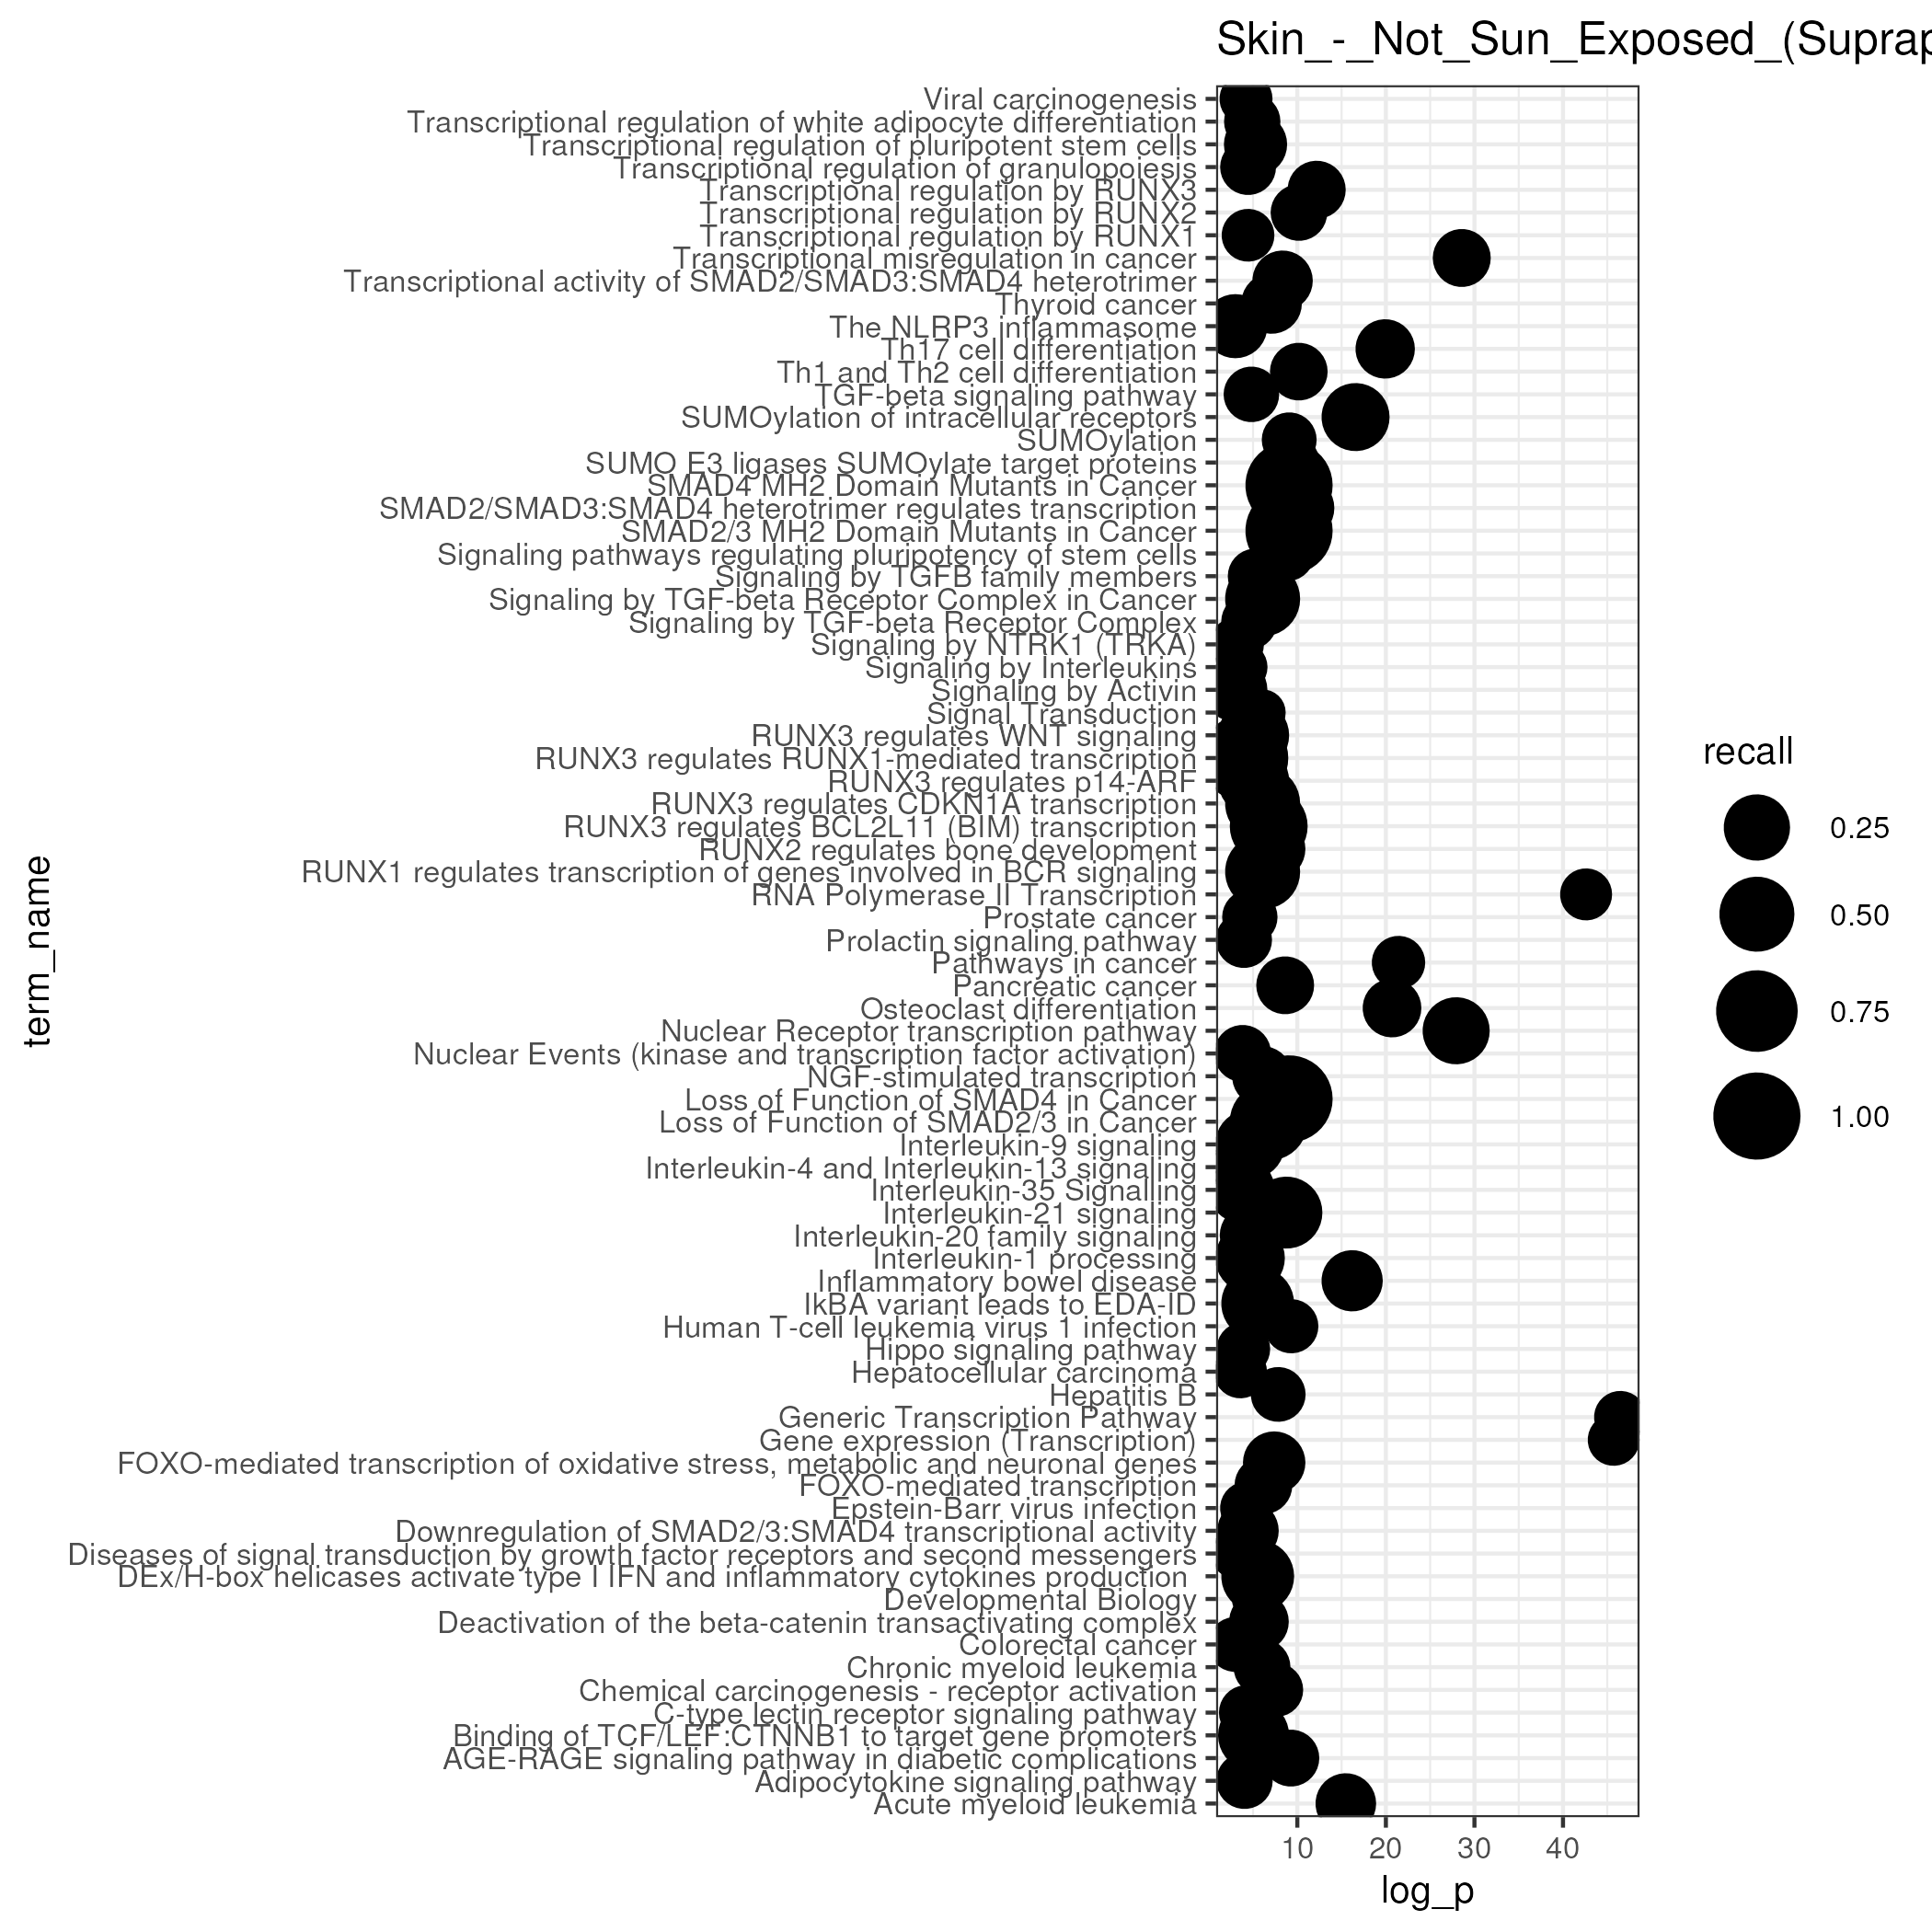 Skin_-_Not_Sun_Exposed_(Suprap
Viral carcinogenesis
Transcriptional regulation of white adipocyte differentiation
Transcriptional regulation of pluripotent stem cells
Transcriptional regulation of granulopoiesis
Transcriptional regulation by RUNX3
Transcriptional regulation by RUNX2
Transcriptional regulation by RUNX1
Transcriptional misregulation in cancer
Transcriptional activity of SMAD2/SMAD3:SMAD4 heterotrimer
Thyroid cancer
The NLRP3 inflammasome
Th17 cell differentiation
Th1 and Th2 cell differentiation
TGF-beta signaling pathway
SUMOylation of intracellular receptors
SUMOylation
SUMO E3 ligases SUMOylate target proteins
SMAD4 MH2 Domain Mutants in Cancer
SMAD2/SMAD3:SMAD4 heterotrimer regulates transcription
SMAD2/3 MH2 Domain Mutants in Cancer
Signaling pathways regulating pluripotency of stem cells
Signaling by TGFB family members
Signaling by TGF-beta Receptor Complex in Cancer
Signaling by TGF-beta Receptor Complex
Signaling by NTRK1 (TRKA)
Signaling by Interleukins
Signaling by Activin
Signal Transduction
RUNX3 regulates WNT signaling
RUNX3 regulates RUNX1-mediated transcription
RUNX3 regulates p14-ARF
RUNX3 regulates CDKN1A transcription
RUNX3 regulates BCL2L11 (BIM) transcription
RUNX2 regulates bone development
RUNX1 regulates transcription of genes involved in BCR signaling
RNA Polymerase II Transcription
Prostate cancer
Prolactin signaling pathway
Pathways in cancer
Pancreatic cancer
Osteoclast differentiation
Nuclear Receptor transcription pathway
Nuclear Events (kinase and transcription factor activation)
NGF-stimulated transcription
Loss of Function of SMAD4 in Cancer
Loss of Function of SMAD2/3 in Cancer
Interleukin-9 signaling
Interleukin-4 and Interleukin-13 signaling
Interleukin-35 Signalling
Interleukin-21 signaling
Interleukin-20 family signaling
Interleukin-1 processing
Inflammatory bowel disease
IkBA variant leads to EDA-ID
Human T-cell leukemia virus 1 infection
Hippo signaling pathway
Hepatocellular carcinoma
Hepatitis B
Generic Transcription Pathway
Gene expression (Transcription)
FOXO-mediated transcription of oxidative stress, metabolic and neuronal genes
FOXO-mediated transcription
Epstein-Barr virus infection
Downregulation of SMAD2/3:SMAD4 transcriptional activity
Diseases of signal transduction by growth factor receptors and second messengers
DEx/H-box helicases activate type I IFN and inflammatory cytokines production
Developmental Biology
Deactivation of the beta-catenin transactivating complex
Colorectal cancer
Chronic myeloid leukemia
Chemical carcinogenesis - receptor activation
C-type lectin receptor signaling pathway
Binding of TCF/LEF:CTNNB1 to target gene promoters
AGE-RAGE signaling pathway in diabetic complications
Adipocytokine signaling pathway
Acute myeloid leukemia
term_name
10 20 30 40
log_p
recall
0.25
0.50
0.75
1.00